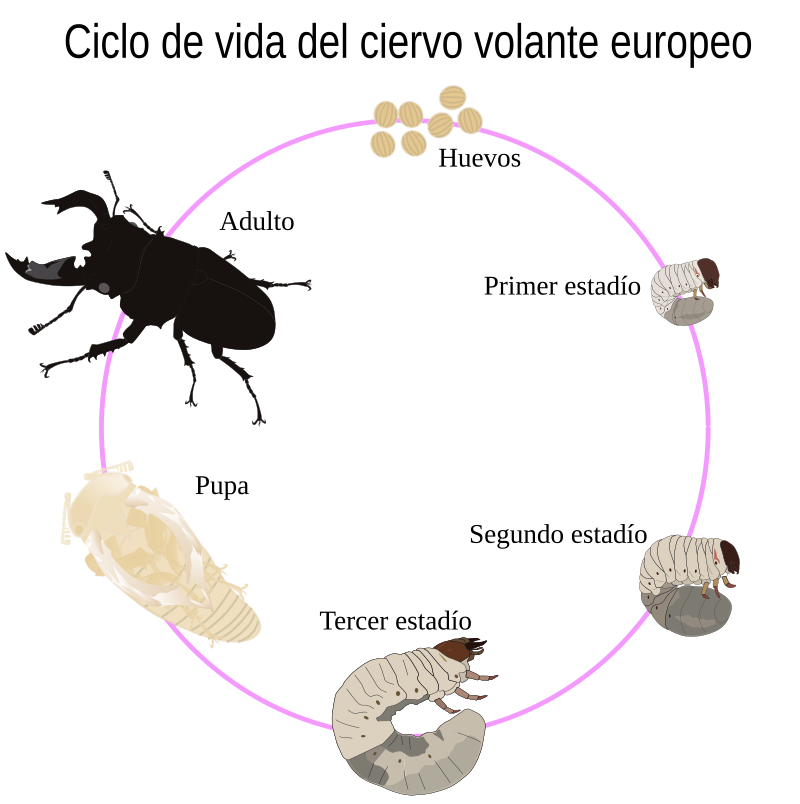 Ciclo de vida del ciervo volante europeo
Huevos
Adulto
Primer estadío
Pupa
Segundo estadío
Tercer estadío